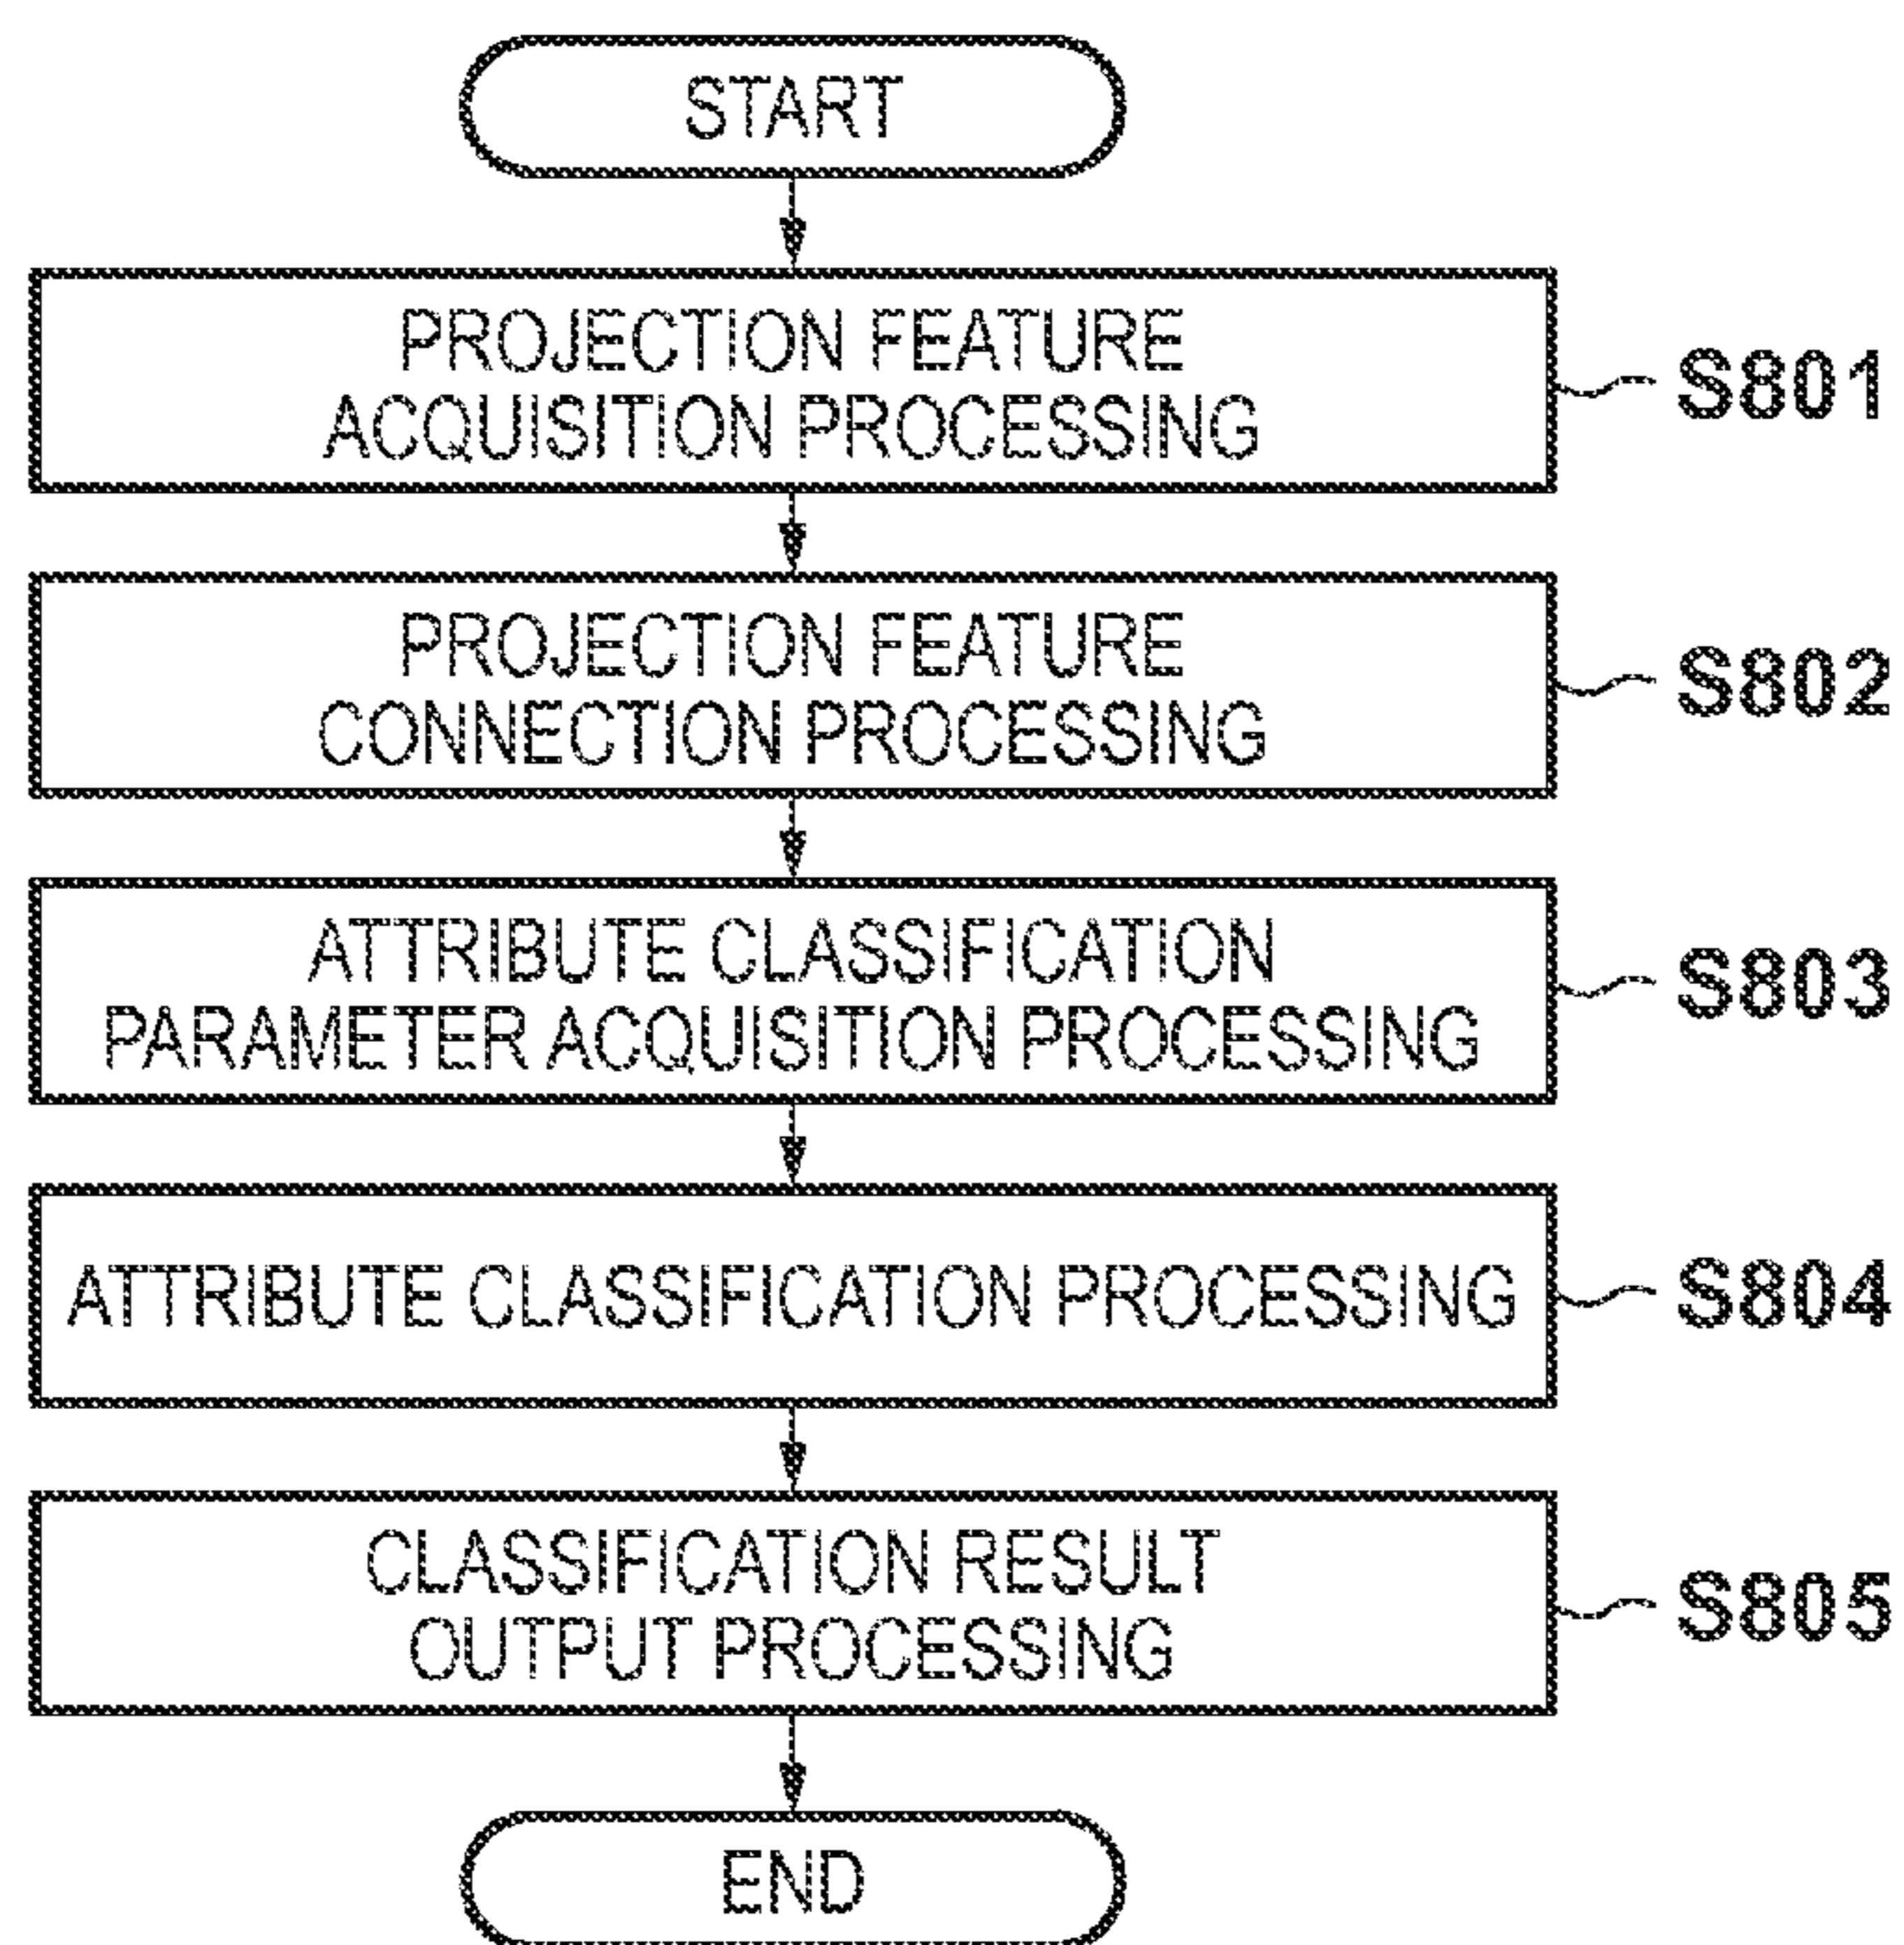 START
PROJECTION FEATURE
ACQUISITION PROCESSING
S801
PROJECTION FEATURE
CONNECTION PROCESSING
S802
ATTRIBUTE CLASSIFICATION
PARAMETER ACQUISITION PROCESSING
S803
ATTRIBUTE CLASSIFICATION PROCESSING
S804
CLASSIFICATION RESULT
OUTPUT PROCESSING
S805
END